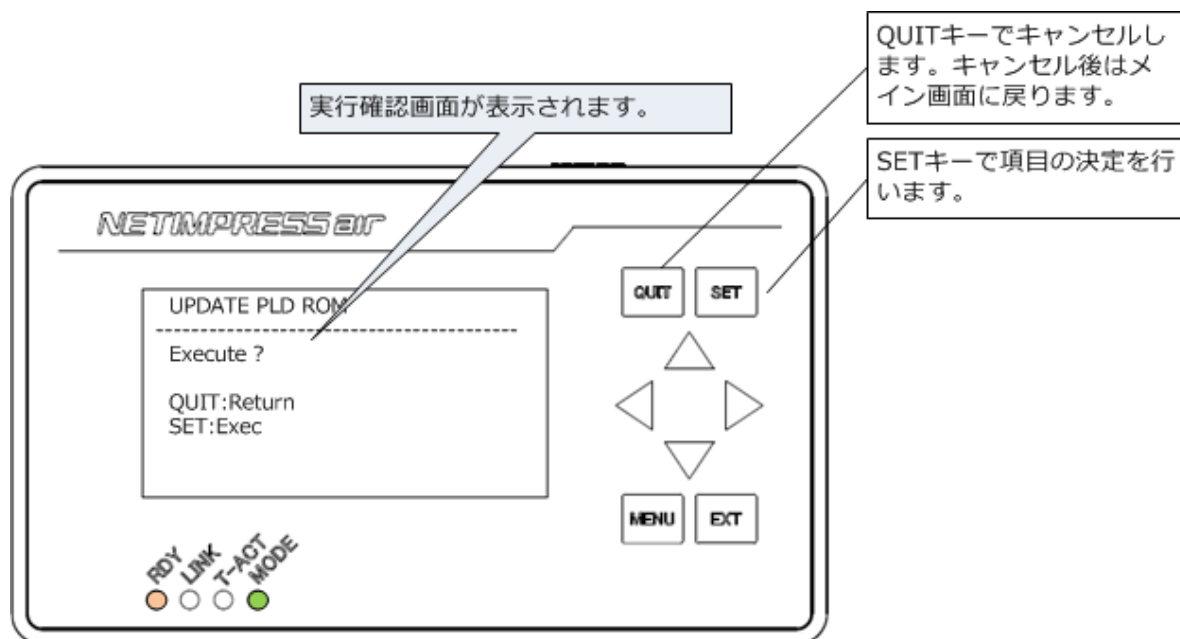 QUITキーでキャンセルし
ます。キャンセル後はメ
イン画面に戻ります。
実行確認画面が表示されます。
SETキーで項目の決定を行
います。
NETIMPRESS air
QUIT
SET
UPDATE PLD ROM
Execute ?
QUIT:Return
SET:Exec
MENU
EXT
RDY
LINK
T-ACT
MODE